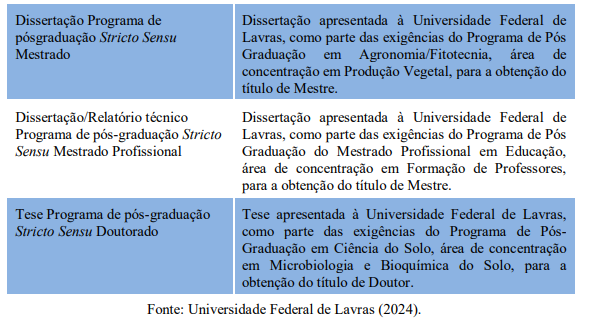 Dissertação Programa de
pósgraduação Stricto Sensu
Mestrado
Dissertação apresentada à Universidade Federal de
Lavras, como parte das exigências do Programa de Pós
Graduação em Agronomia/Fitotecnia, área de
concentração em Produção Vegetal, para a obtenção do
título de Mestre.
Dissertação/Relatório técnico
Programa de pós-graduação Stricto
Sensu Mestrado Profissional
Dissertação apresentada à Universidade Federal de
Lavras, como parte das exigências do Programa de Pós
Graduação do Mestrado Profissional em Educação,
área de concentração em Formação de Professores,
para a obtenção do título de Mestre.
Tese Programa de pós-graduação
Stricto Sensu Doutorado
Tese apresentada à Universidade Federal de Lavras,
como parte das exigências do Programa de Pós-
Graduação em Ciência do Solo, área de concentração
em Microbiologia e Bioquímica do Solo, para a
obtenção do título de Doutor.
Fonte: Universidade Federal de Lavras (2024).